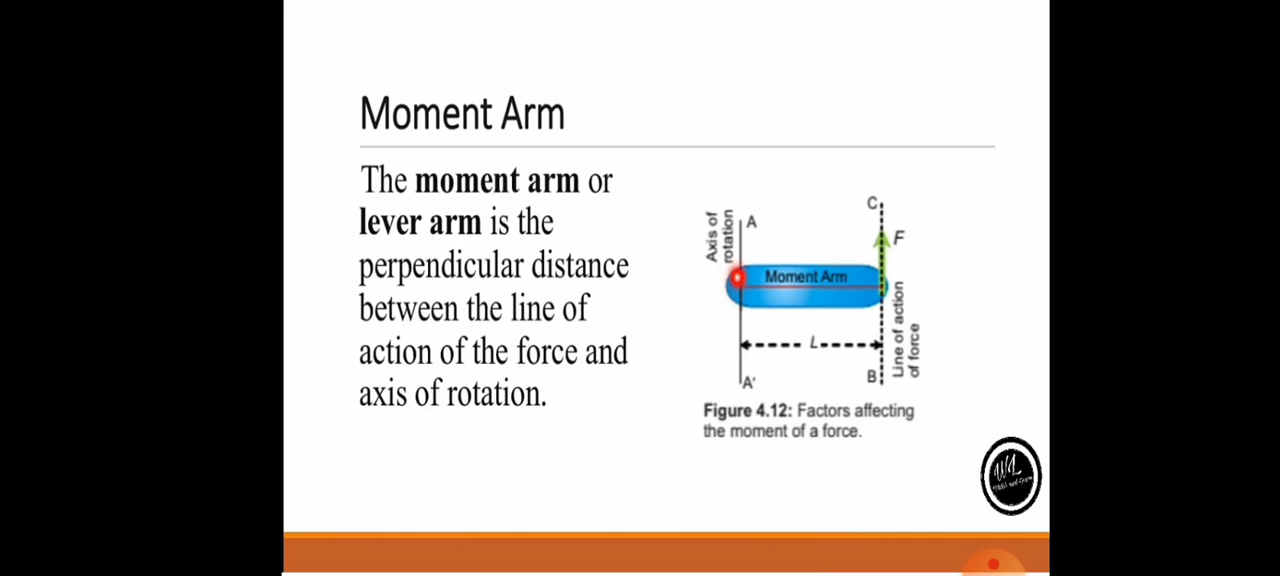 Moment Arm
The moment arm or
lever arm is the
perpendicular distance
between the line of
action of the force and
axis of rotation.
Axis of
rotation
A
C
F
Moment Arm
L
Line of action
of force
A'
B
Figure 4.12: Factors affecting
the moment of a force.
WL